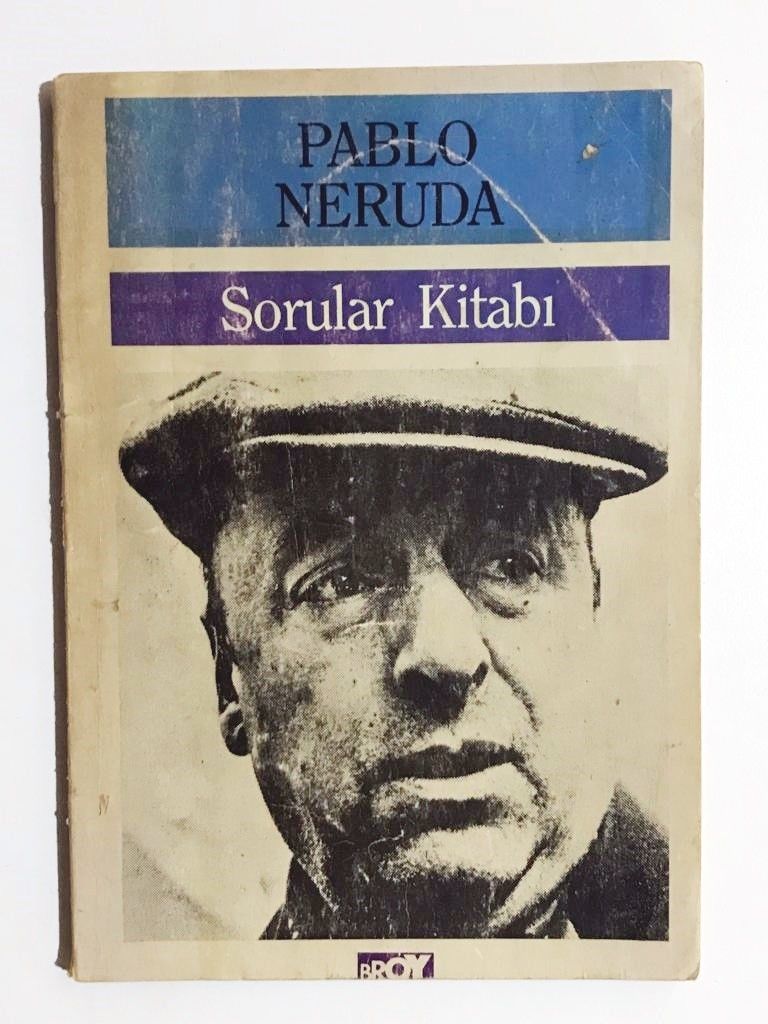 PABLO
NERUDA
Sorular Kitabı
BROY